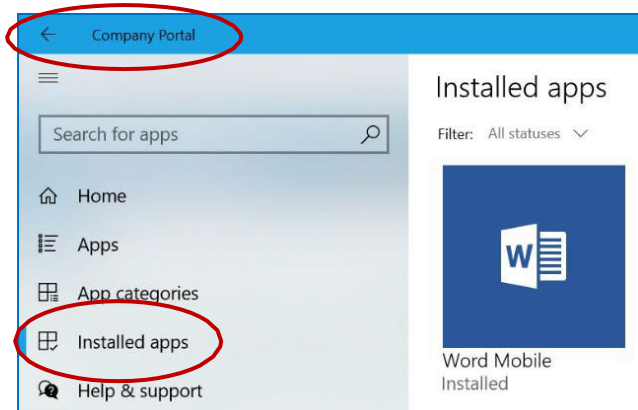 Company Portal
Search for apps
Home
Apps
App categories
Installed apps
Help & support
Installed apps
Filter: All statuses
W
Word Mobile
Installed